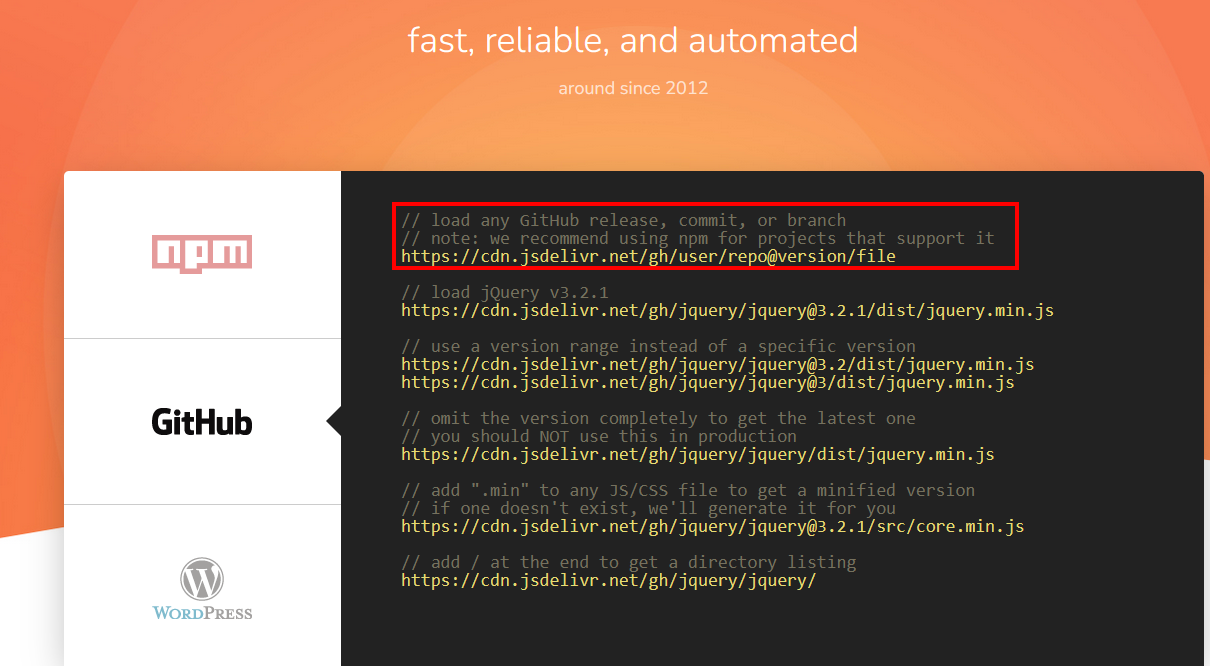 fast, reliable, and automated
around since 2012
npm
GitHub
WORDPRESS
// load any GitHub release, commit, or branch
// note: we recommend using npm for projects that support it
https://cdn.jsdelivr.net/gh/user/repo@version/file
// load jQuery v3.2.1
https://cdn.jsdelivr.net/gh/jquery/jquery@3.2.1/dist/jquery.min.js
// use a version range instead of a specific version
https://cdn.jsdelivr.net/gh/jquery/jquery@3.2/dist/jquery.min.js
https://cdn.jsdelivr.net/gh/jquery/jquery@3/dist/jquery.min.js
// omit the version completely to get the latest one
// you should NOT use this in production
https://cdn.jsdelivr.net/gh/jquery/jquery/dist/jquery.min.js
// add ".min" to any JS/CSS file to get a minified version
// if one doesn't exist, we'll generate it for you
https://cdn.jsdelivr.net/gh/jquery/jquery@3.2.1/src/core.min.js
// add / at the end to get a directory listing
https://cdn.jsdelivr.net/gh/jquery/jquery/